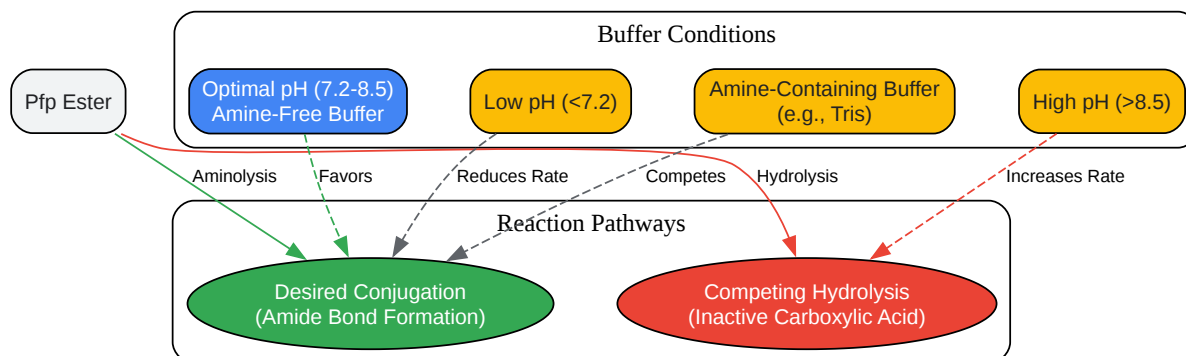 Buffer Conditions
Pfp Ester
Optimal pH (7.2-8.5)
Amine-Free Buffer
Low pH (<7.2)
Amine-Containing Buffer
(e.g., Tris)
High pH (>8.5)
Aminolysis
Favors
Reduces Rate
Competes
Hydrolysis
Increases Rate
Reaction Pathways
Desired Conjugation
(Amide Bond Formation)
Competing Hydrolysis
(Inactive Carboxylic Acid)